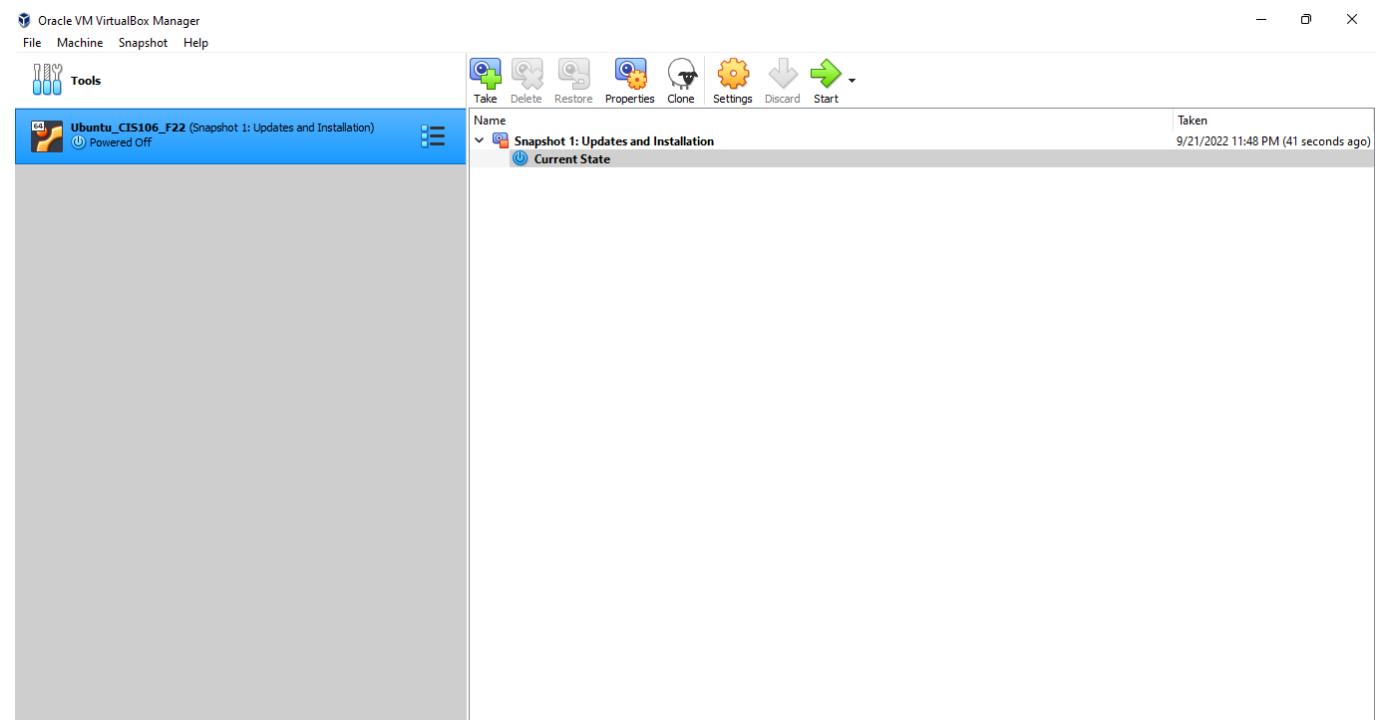 Oracle VM VirtualBox Manager
File Machine Snapshot Help
Tools
Take Delete Restore Properties Clone Settings Discard Start
64 Ubuntu_CIS106_F22 (Snapshot 1: Updates and Installation)
Powered Off
Name Taken
Snapshot 1: Updates and Installation 9/21/2022 11:48 PM (41 seconds ago)
Current State